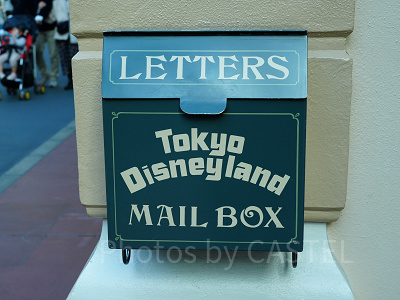 LETTERS
Tokyo
Disneyland
MAIL BOX
Photos by CASTEL